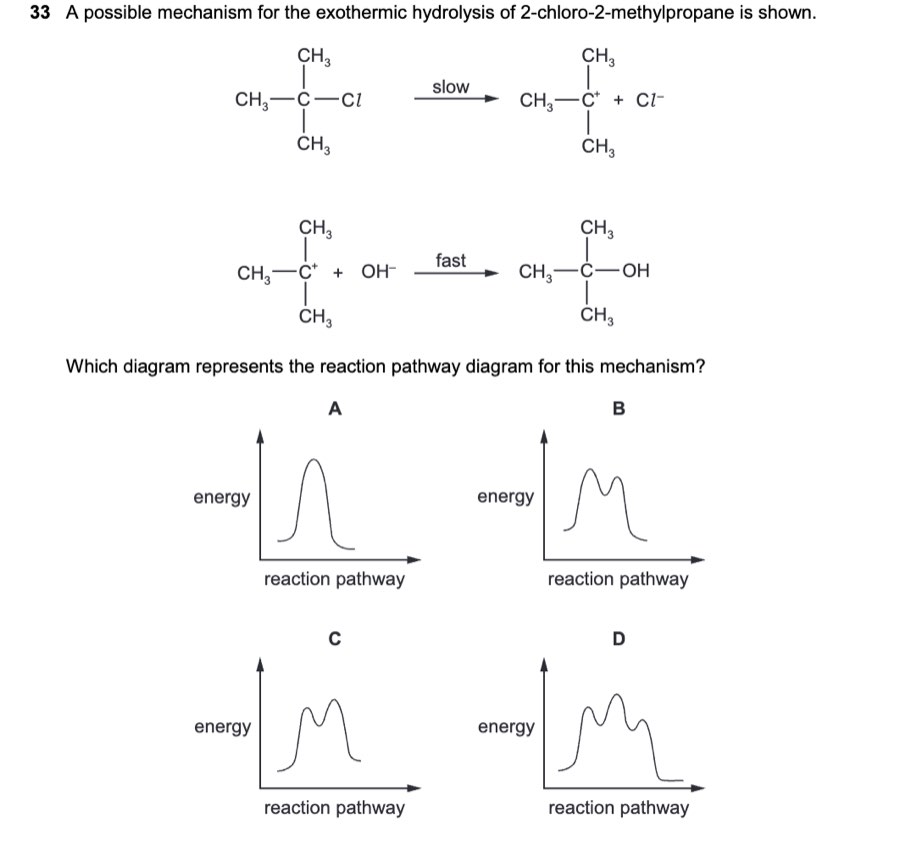 33 A possible mechanism for the exothermic hydrolysis of 2-chloro-2-methylpropane is shown.
CH₃
CH₃—C—Cl
CH₃
slow
CH₃
CH₃—C⁺ + Cl⁻
CH₃
CH₃
CH₃—C⁺ + OH⁻
CH₃
fast
CH₃
CH₃—C—OH
CH₃
Which diagram represents the reaction pathway diagram for this mechanism?
A
energy
reaction pathway
B
energy
reaction pathway
C
energy
reaction pathway
D
energy
reaction pathway